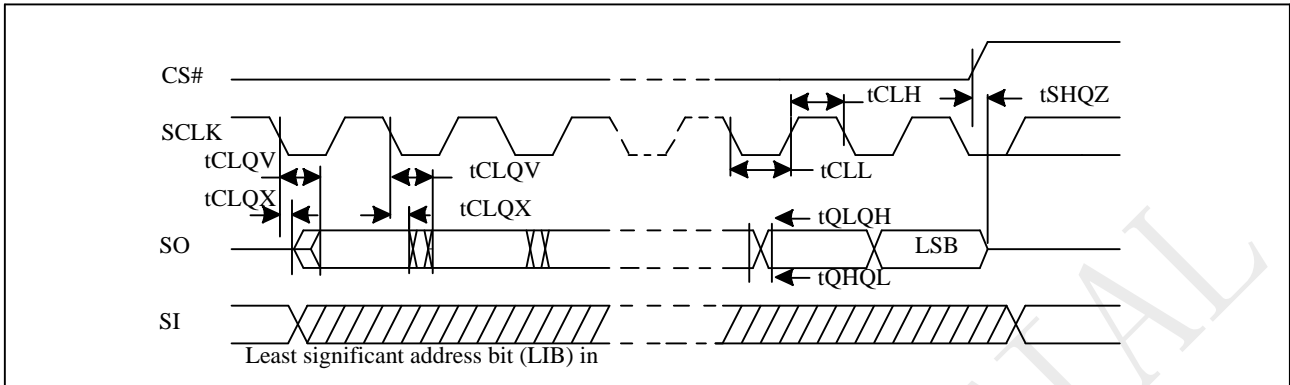 CS#
tCLH
tSHQZ
SCLK
tCLQV
tCLQV
tCLL
tCLQX
tCLQX
tQLQH
SO
LSB
tQHQL
SI
Least significant address bit (LIB) in